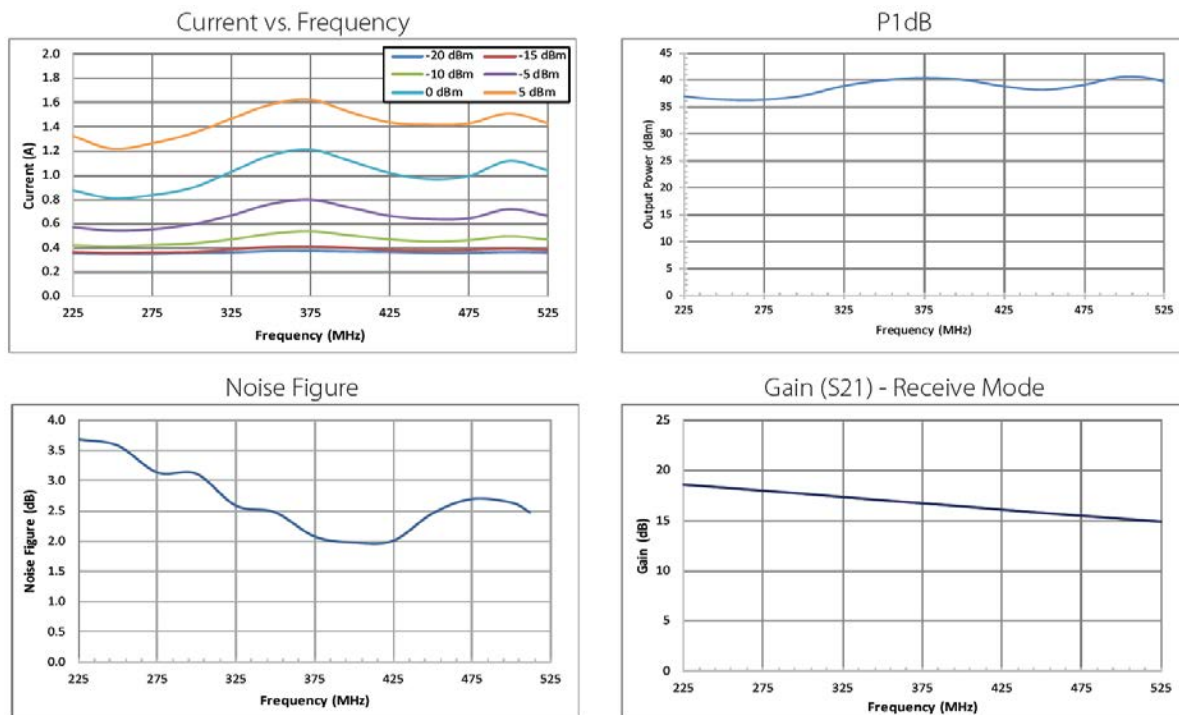 Current vs. Frequency
2.0
1.8
1.6
1.4
1.2
1.0
0.8
0.6
0.4
0.2
0.0
Current (A)
-20 dBm -15 dBm
-10 dBm -5 dBm
0 dBm 5 dBm
225 275 325 375 425 475 525
Frequency (MHz)
P1dB
45
40
35
30
25
20
15
10
5
0
Output Power (dBm)
225 275 325 375 425 475 525
Frequency (MHz)
Noise Figure
4.0
3.5
3.0
2.5
2.0
1.5
1.0
0.5
0.0
Noise Figure (dB)
225 275 325 375 425 475 525
Frequency (MHz)
Gain (S21) - Receive Mode
25
20
15
10
5
0
Gain (dB)
225 275 325 375 425 475 525
Frequency (MHz)